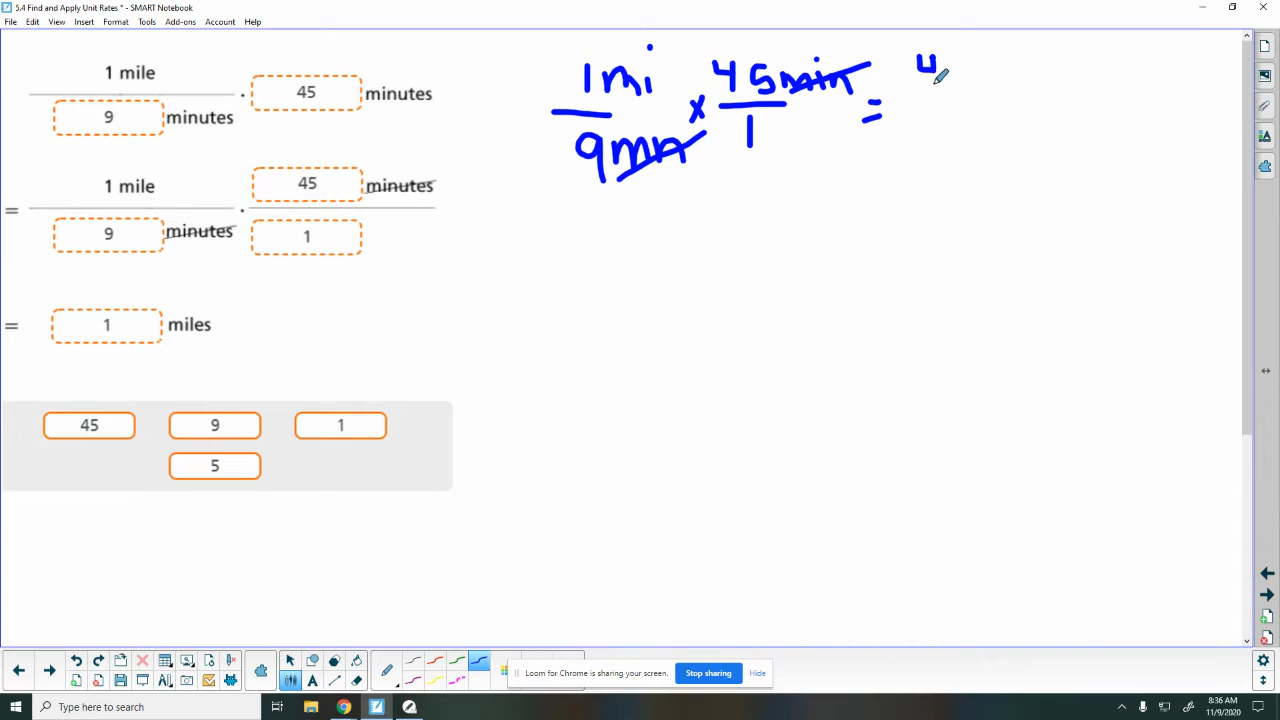 5.4 Find and Apply Unit Rates * - SMART Notebook
File Edit View Insert Format Tools Add-ons Account Help
1 mile
9 minutes · 45 minutes
= 1 mile
9 minutes · 45 minutes
1
= 1 miles
45 9 1
5
1mi
9mn
x
45min
1
=
4
Loom for Chrome is sharing your screen. Stop sharing Hide
Type here to search
8:36 AM
11/9/2020